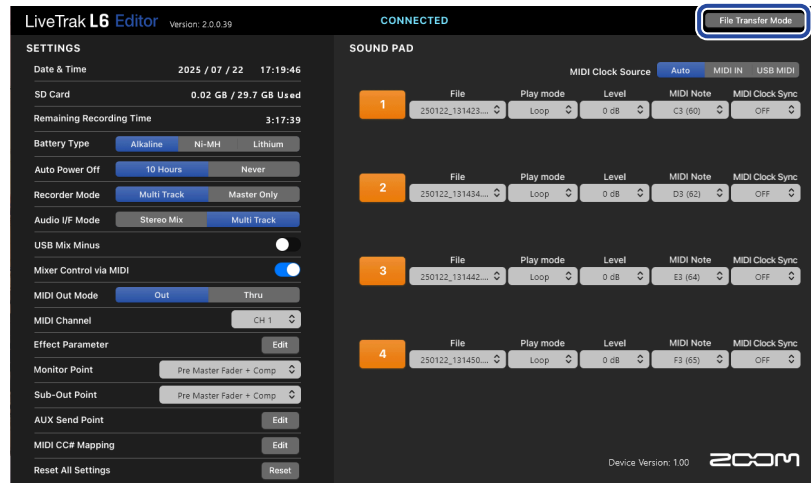 LiveTrak L6 Editor Version: 2.0.0.39 CONNECTED File Transfer Mode
SETTINGS
Date & Time 2025 / 07 / 22 17:19:46
SD Card 0.02 GB / 29.7 GB Used
Remaining Recording Time 3:17:39
Battery Type Alkaline Ni-MH Lithium
Auto Power Off 10 Hours Never
Recorder Mode Multi Track Master Only
Audio I/F Mode Stereo Mix Multi Track
USB Mix Minus
Mixer Control via MIDI
MIDI Out Mode Out Thru
MIDI Channel CH 1
Effect Parameter Edit
Monitor Point Pre Master Fader + Comp
Sub-Out Point Pre Master Fader + Comp
AUX Send Point Edit
MIDI CC# Mapping Edit
Reset All Settings Reset
SOUND PAD
MIDI Clock Source Auto MIDI IN USB MIDI
File Play mode Level MIDI Note MIDI Clock Sync
1 250122_131423.... Loop 0 dB C3 (60) OFF
File Play mode Level MIDI Note MIDI Clock Sync
2 250122_131434.... Loop 0 dB D3 (62) OFF
File Play mode Level MIDI Note MIDI Clock Sync
3 250122_131442.... Loop 0 dB E3 (64) OFF
File Play mode Level MIDI Note MIDI Clock Sync
4 250122_131450.... Loop 0 dB F3 (65) OFF
Device Version: 1.00 ZOOM